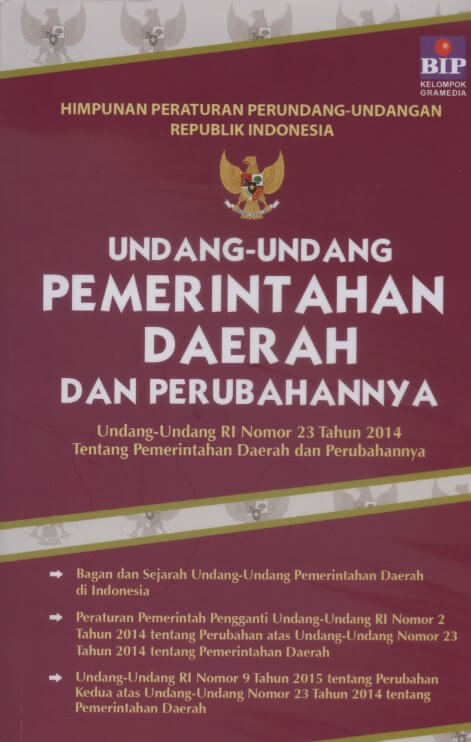 BIP
KELOMPOK
GRAMEDIA
HIMPUNAN PERATURAN PERUNDANG-UNDANGAN
REPUBLIK INDONESIA
UNDANG-UNDANG
PEMERINTAHAN
DAERAH
DAN PERUBAHANNYA
Undang-Undang RI Nomor 23 Tahun 2014
Tentang Pemerintahan Daerah dan Perubahannya
Bagan dan Sejarah Undang-Undang Pemerintahan Daerah
di Indonesia
Peraturan Pemerintah Pengganti Undang-Undang RI Nomor 2
Tahun 2014 tentang Perubahan atas Undang-Undang Nomor 23
Tahun 2014 tentang Pemerintahan Daerah
Undang-Undang RI Nomor 9 Tahun 2015 tentang Perubahan
Kedua atas Undang-Undang Nomor 23 Tahun 2014 tentang
Pemerintahan Daerah